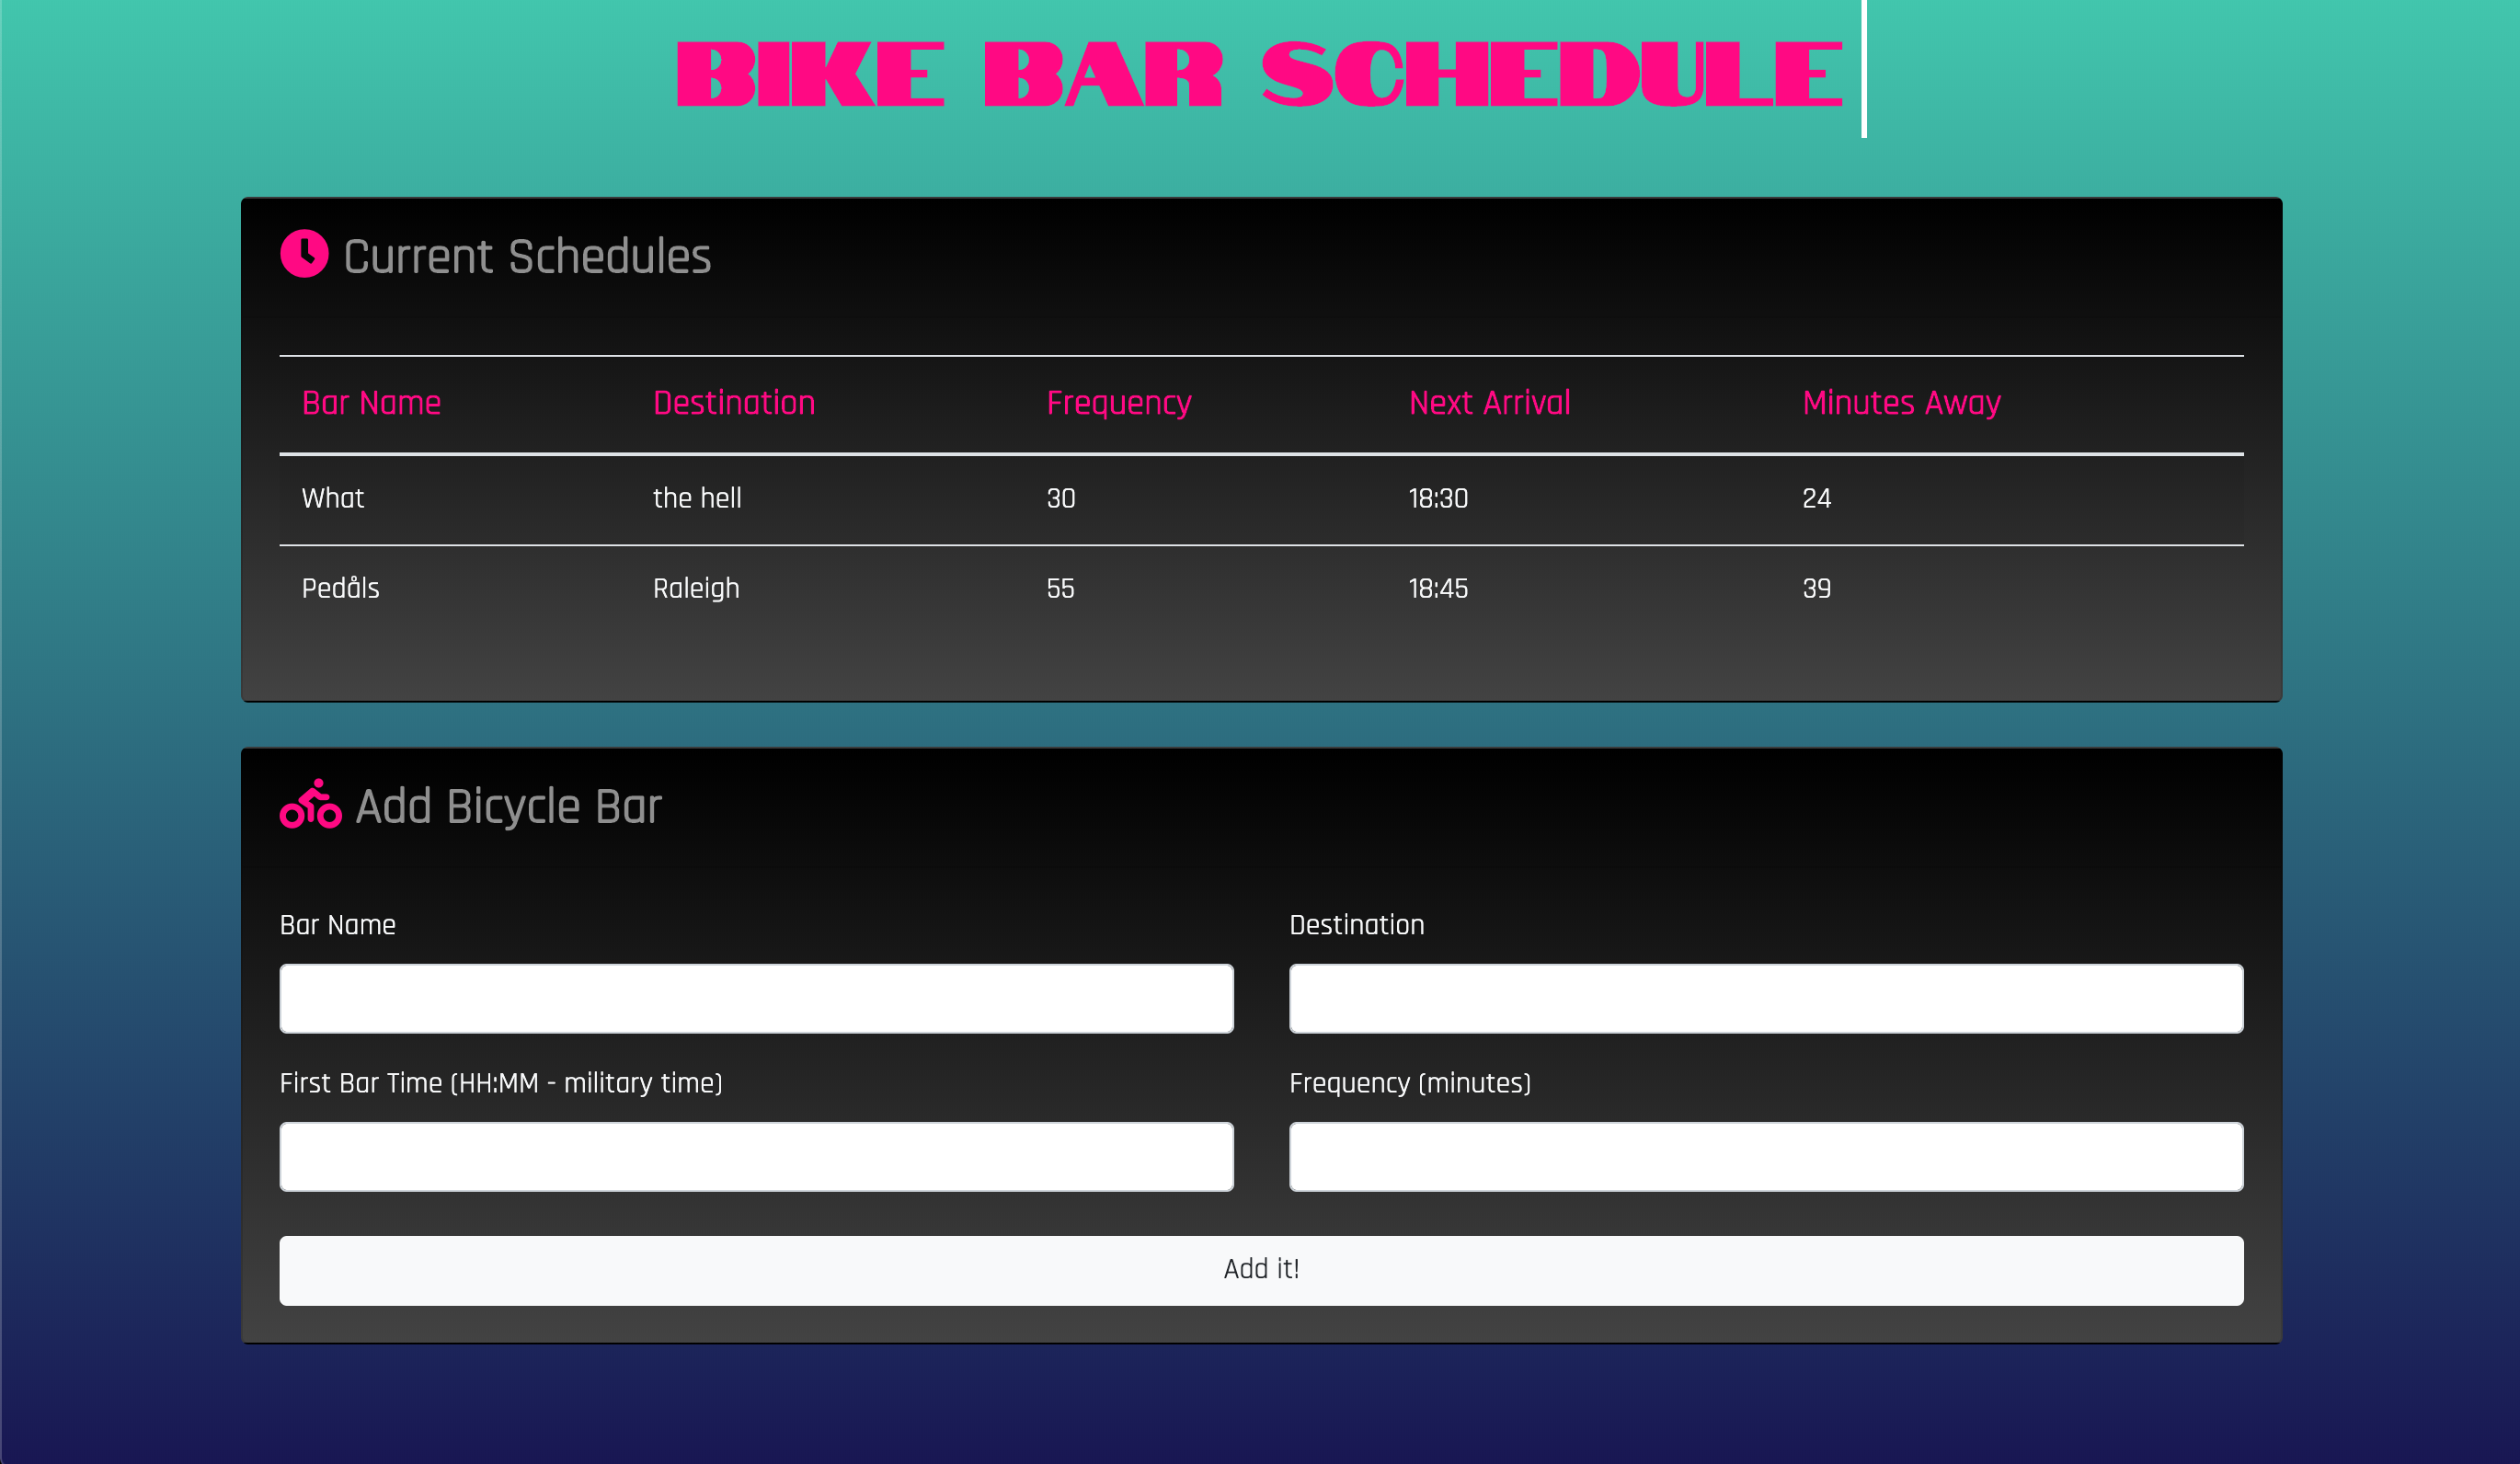 BIKE BAR SCHEDULE
Current Schedules
Bar Name Destination Frequency Next Arrival Minutes Away
What the hell 30 18:30 24
Pedåls Raleigh 55 18:45 39
Add Bicycle Bar
Bar Name Destination
First Bar Time (HH:MM - military time) Frequency (minutes)
Add it!